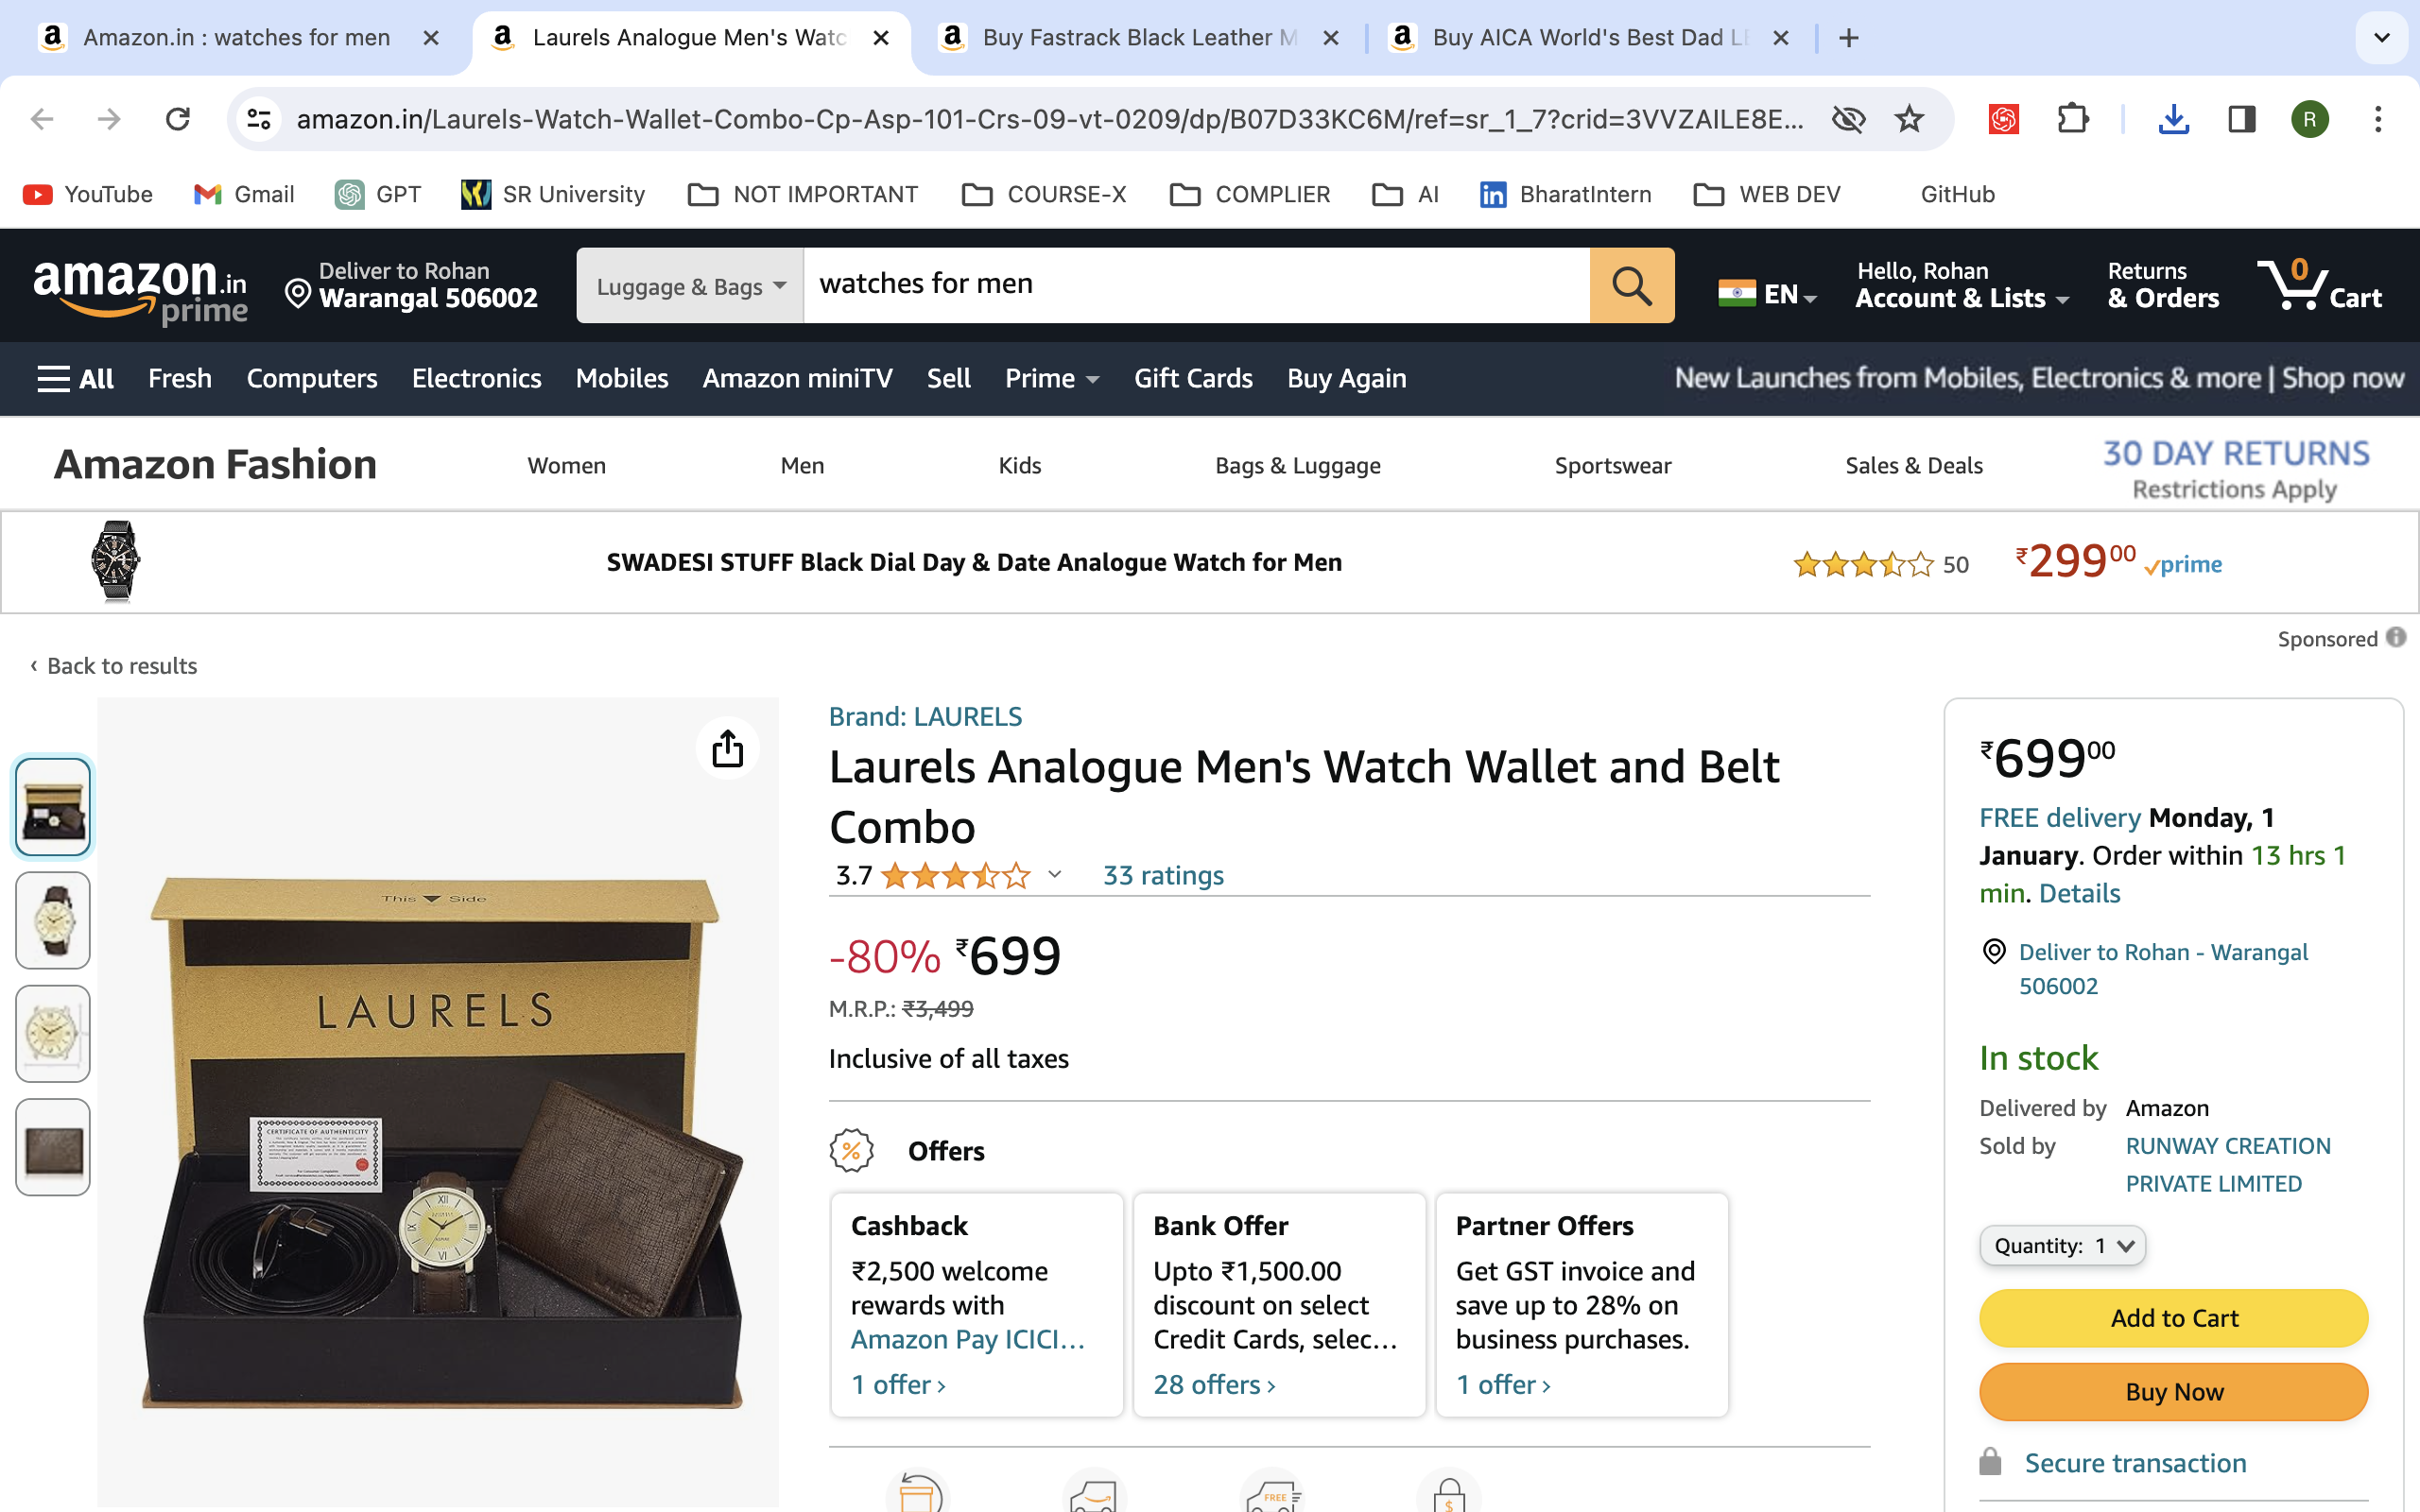 Amazon.in : watches for men
Laurels Analogue Men's Watc
Buy Fastrack Black Leather M
Buy AICA World's Best Dad LE
amazon.in/Laurels-Watch-Wallet-Combo-Cp-Asp-101-Crs-09-vt-0209/dp/B07D33KC6M/ref=sr_1_7?crid=3VVZAILE8E...
R
YouTube
Gmail
GPT
SR University
NOT IMPORTANT
COURSE-X
COMPLIER
AI
BharatIntern
WEB DEV
GitHub
amazon.in
prime
Deliver to Rohan
Warangal 506002
Luggage & Bags
watches for men
EN
Hello, Rohan
Account & Lists
Returns
& Orders
0
Cart
All
Fresh
Computers
Electronics
Mobiles
Amazon miniTV
Sell
Prime
Gift Cards
Buy Again
New Launches from Mobiles, Electronics & more | Shop now
Amazon Fashion
Women
Men
Kids
Bags & Luggage
Sportswear
Sales & Deals
30 DAY RETURNS
Restrictions Apply
SWADESI STUFF Black Dial Day & Date Analogue Watch for Men
50
₹29900
prime
Sponsored
‹ Back to results
Brand: LAURELS
Laurels Analogue Men's Watch Wallet and Belt
Combo
3.7
33 ratings
-80% ₹699
M.R.P.: ₹3,499
Inclusive of all taxes
Offers
Cashback
₹2,500 welcome
rewards with
Amazon Pay ICICI…
1 offer ›
Bank Offer
Upto ₹1,500.00
discount on select
Credit Cards, selec…
28 offers ›
Partner Offers
Get GST invoice and
save up to 28% on
business purchases.
1 offer ›
FREE
This Side
LAURELS
CERTIFICATE OF AUTHENTICITY
₹69900
FREE delivery Monday, 1
January. Order within 13 hrs 1
min. Details
Deliver to Rohan - Warangal
506002
In stock
Delivered by Amazon
Sold by RUNWAY CREATION
PRIVATE LIMITED
Quantity: 1
Add to Cart
Buy Now
Secure transaction